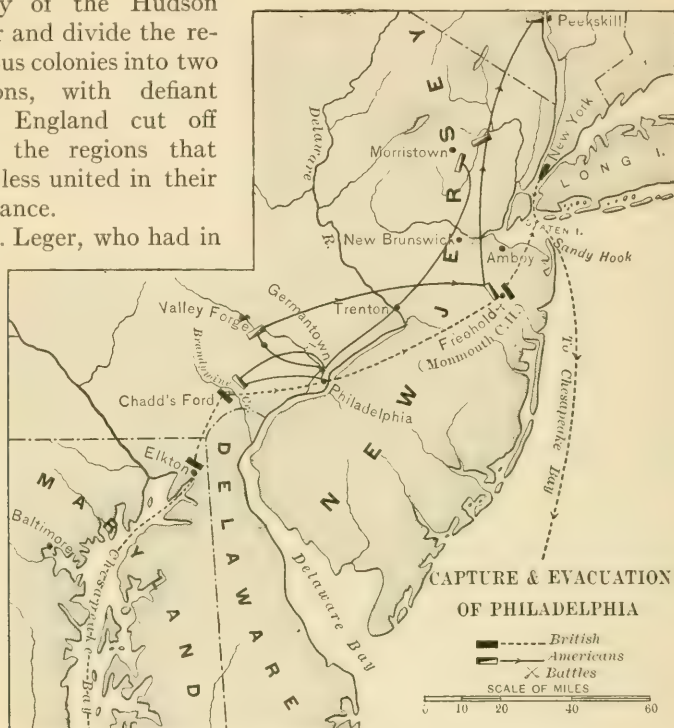 y of the Hudson
r and divide the re-
us colonies into two
ons, with defiant
England cut off
the regions that
less united in their
ance.
. Leger, who had in
Peekskill
Delaware
R.
Morristown
New York
LONG I.
New Brunswick
STATEN I.
Sandy Hook
Amboy
NEW JERSEY
Trenton
Freehold
(Monmouth C.H.)
Germantown
Valley Forge
Brandywine Cr.
Chadd's Ford
Philadelphia
To Chesapeake Bay
Elkton
MARYLAND
Baltimore
Chesapeake Bay
DELAWARE
Delaware Bay
CAPTURE & EVACUATION
OF PHILADELPHIA
British
Americans
Battles
SCALE OF MILES
0 10 20 40 60